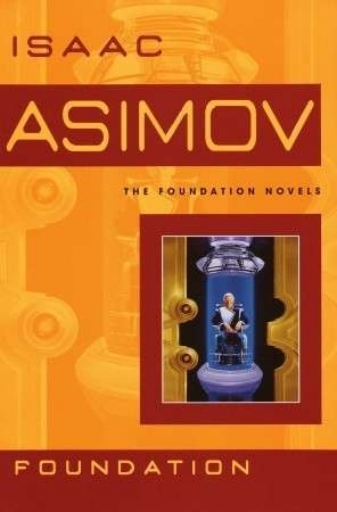 ISAAC
ASIMOV
THE FOUNDATION NOVELS
FOUNDATION